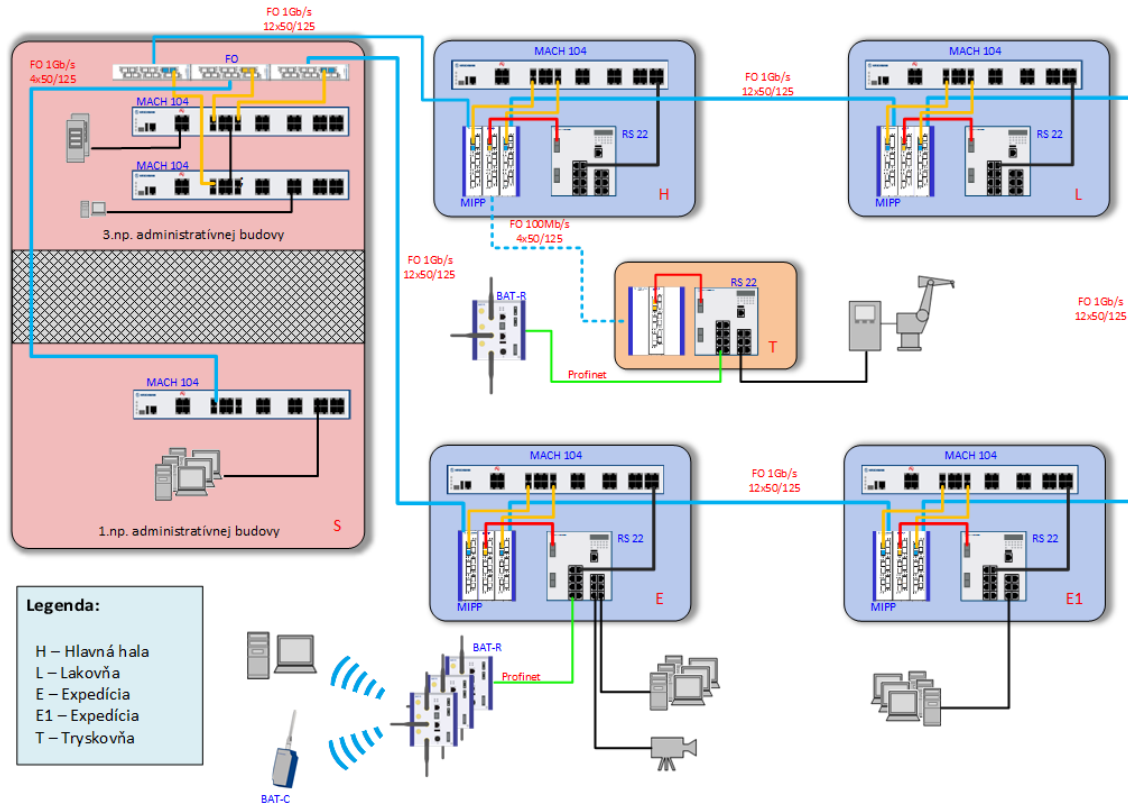 FO 1Gb/s
12x50/125
FO 1Gb/s
4x50/125
FO
MACH 104
MACH 104
3.np. administratívnej budovy
MACH 104
1.np. administratívnej budovy
S
MACH 104
RS 22
MIPP
H
FO 1Gb/s
12x50/125
MACH 104
RS 22
MIPP
L
FO 100Mb/s
4x50/125
FO 1Gb/s
12x50/125
BAT-R
Profinet
RS 22
T
FO 1Gb/s
12x50/125
MACH 104
RS 22
MIPP
E
FO 1Gb/s
12x50/125
MACH 104
RS 22
MIPP
E1
BAT-R
Profinet
BAT-C
Legenda:
H – Hlavná hala
L – Lakovňa
E – Expedícia
E1 – Expedícia
T – Tryskovňa